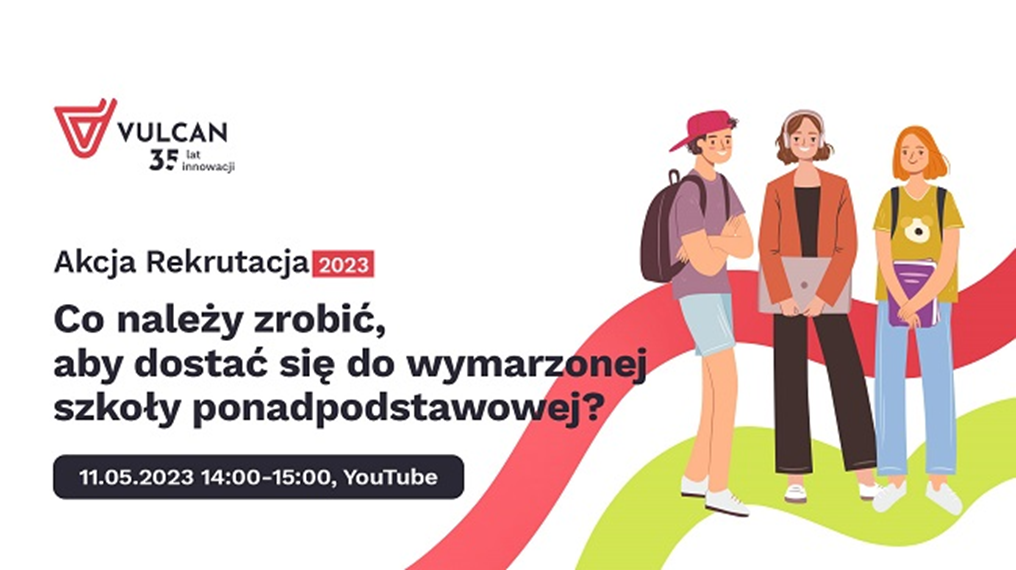 VULCAN
35 lat
innowacji
Akcja Rekrutacja 2023
Co należy zrobić,
aby dostać się do wymarzonej
szkoły ponadpodstawowej?
11.05.2023 14:00-15:00, YouTube